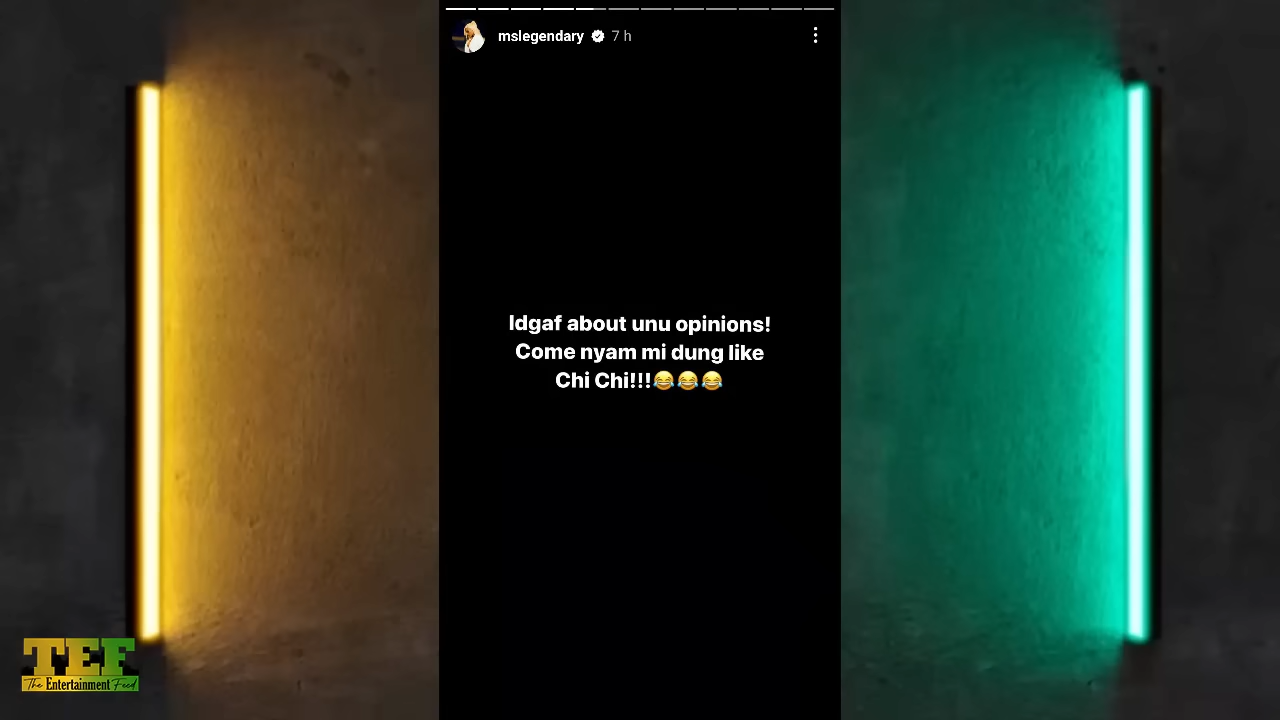 mslegendary 7 h
Idgaf about unu opinions!
Come nyam mi dung like
Chi Chi!!!😂😂😂
TEF
The Entertainment Feed